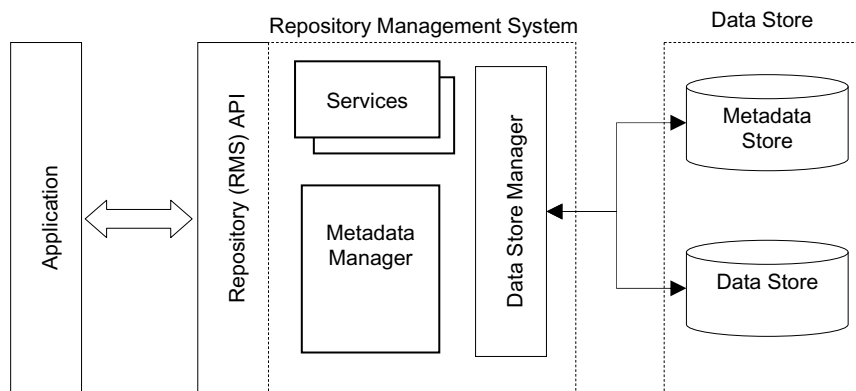 Repository Management System
Data Store
Application
Repository (RMS) API
Services
Metadata
Manager
Data Store Manager
Metadata
Store
Data Store